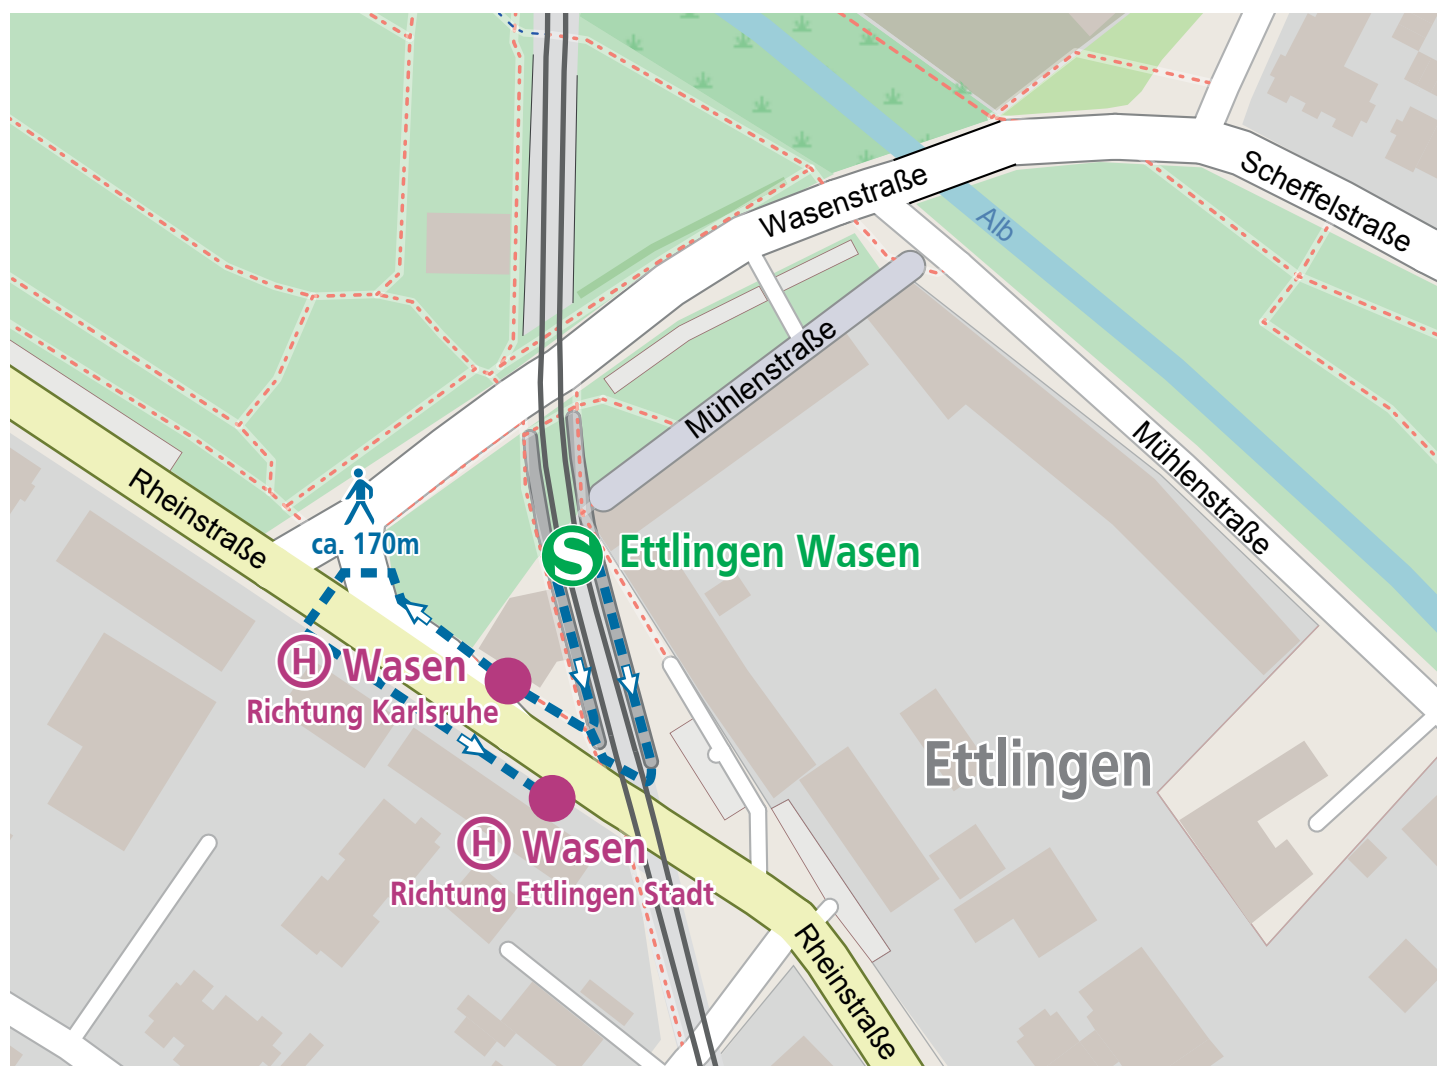 Wasenstraße
Scheffelstraße
Alb
Mühlenstraße
Mühlenstraße
Rheinstraße
ca. 170m
S Ettlingen Wasen
H Wasen
Richtung Karlsruhe
Ettlingen
H Wasen
Richtung Ettlingen Stadt
Rheinstraße